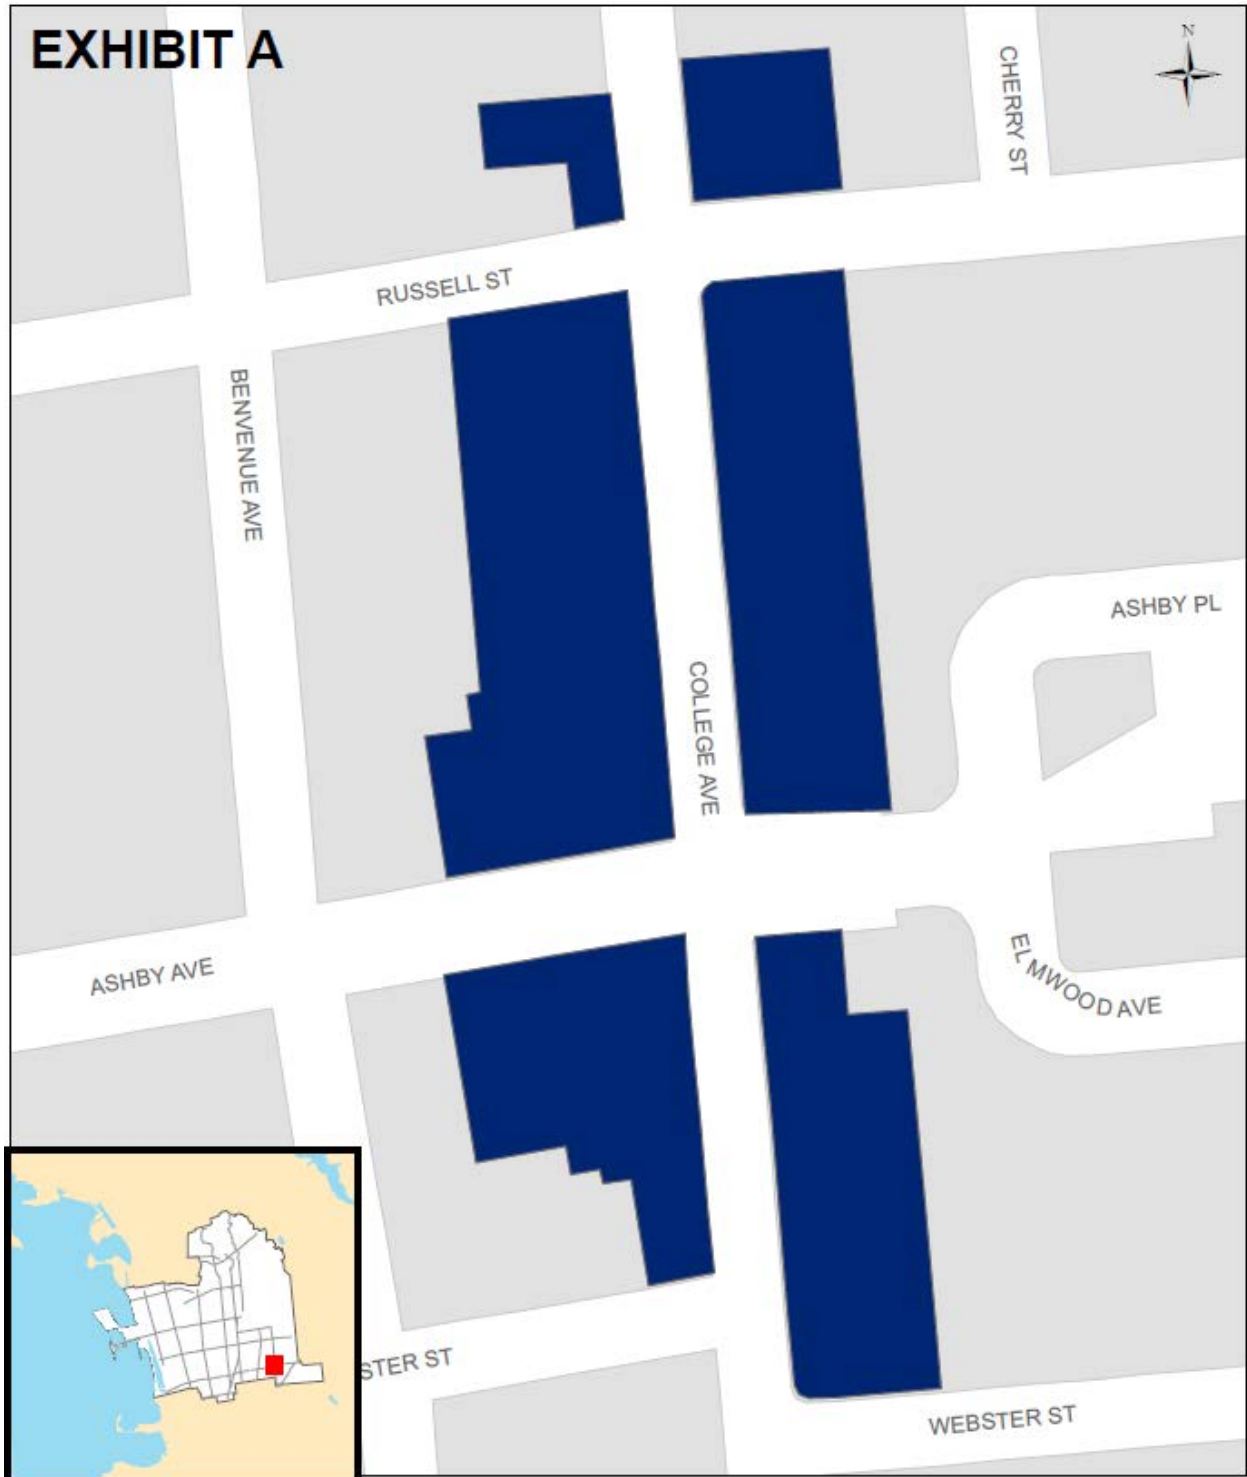 EXHIBIT A
N
CHERRY ST
RUSSELL ST
BENVENUE AVE
ASHBY PL
COLLEGE AVE
ASHBY AVE
ELMWOOD AVE
STER ST
WEBSTER ST